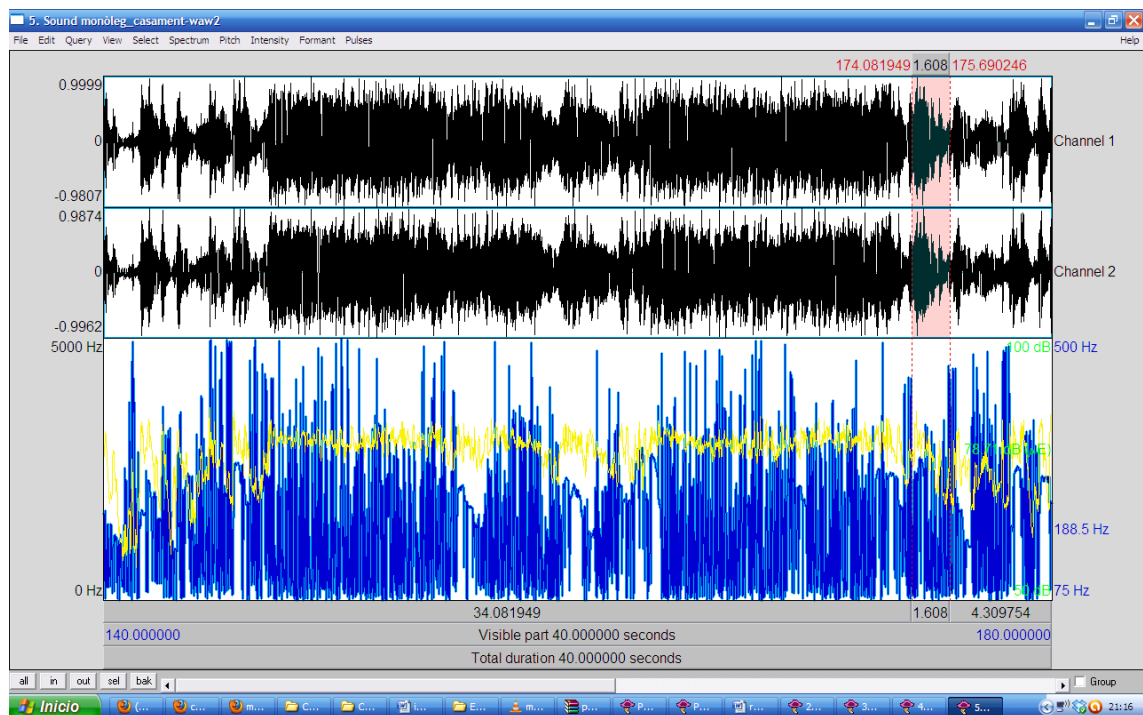 5. Sound monòleg_casament-waw2
File Edit Query View Select Spectrum Pitch Intensity Formant Pulses Help
174.081949 1.608 175.690246
0.9999
0
-0.9807
Channel 1
0.9874
0
-0.9962
Channel 2
5000 Hz
100 dB 500 Hz
188.5 Hz
0 Hz
50 dB 75 Hz
34.081949 1.608 4.309754
140.000000 Visible part 40.000000 seconds 180.000000
Total duration 40.000000 seconds
all in out sel bak Group
Inicio (... c... m... C... C... i... E... m... p... P... P... r... 2... 3... 4... 5... 21:16